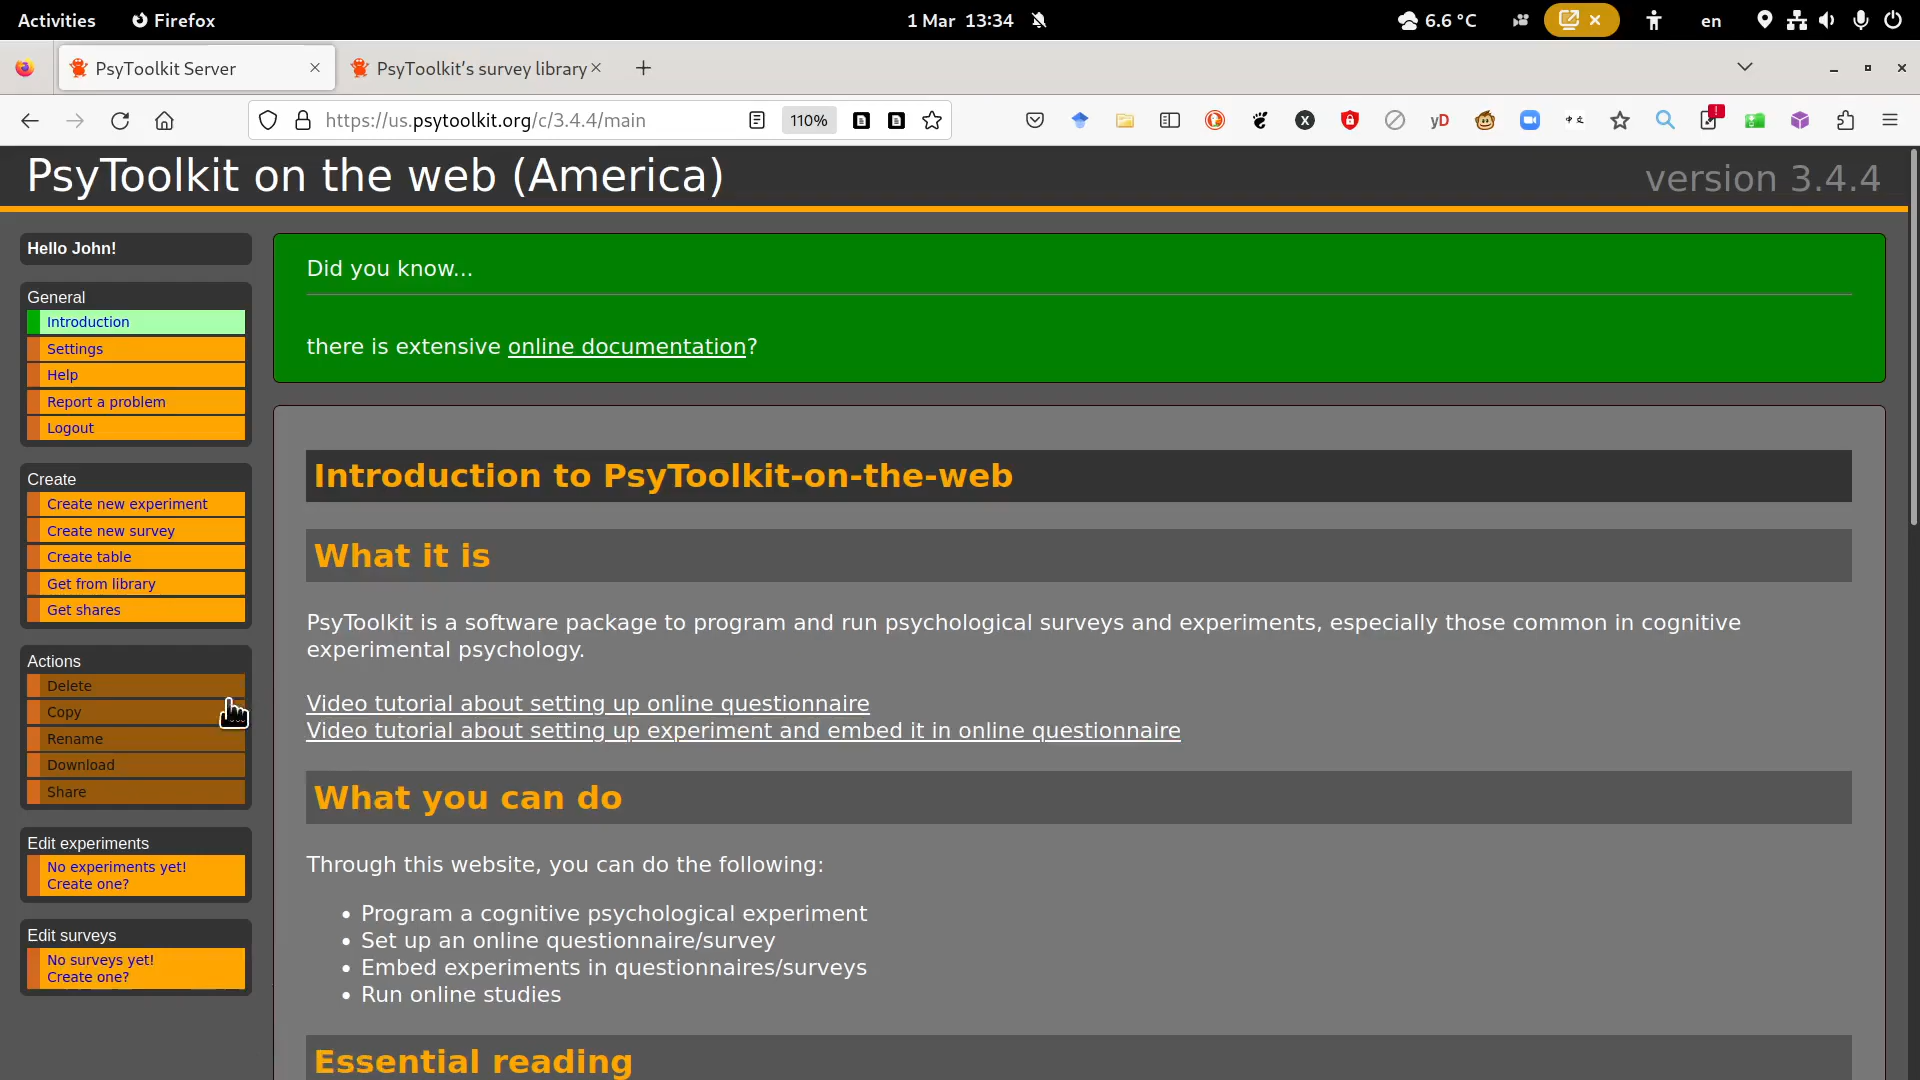 Activities
Firefox
1 Mar 13:34
6.6 °C
en
PsyToolkit Server
PsyToolkit's survey library
https://us.psytoolkit.org/c/3.4.4/main
110%
yD
PsyToolkit on the web (America)
version 3.4.4
Hello John!
General
Introduction
Settings
Help
Report a problem
Logout
Create
Create new experiment
Create new survey
Create table
Get from library
Get shares
Actions
Delete
Copy
Rename
Download
Share
Edit experiments
No experiments yet!
Create one?
Edit surveys
No surveys yet!
Create one?
Did you know...
there is extensive online documentation?
Introduction to PsyToolkit-on-the-web
What it is
PsyToolkit is a software package to program and run psychological surveys and experiments, especially those common in cognitive
experimental psychology.
Video tutorial about setting up online questionnaire
Video tutorial about setting up experiment and embed it in online questionnaire
What you can do
Through this website, you can do the following:
• Program a cognitive psychological experiment
• Set up an online questionnaire/survey
• Embed experiments in questionnaires/surveys
• Run online studies
Essential reading